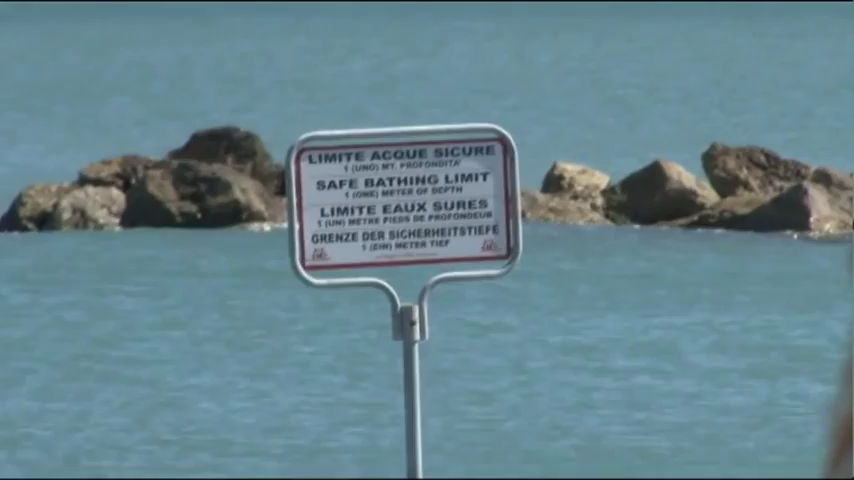 LIMITE ACQUE SICURE
1 (UNO) MT. PROFONDITA'
SAFE BATHING LIMIT
1 (ONE) METER OF DEPTH
LIMITE EAUX SURES
1 (UN) METRE PIEDS DE PROFONDEUR
GRENZE DER SICHERHEITSTIEFE
1 (EIN) METER TIEF